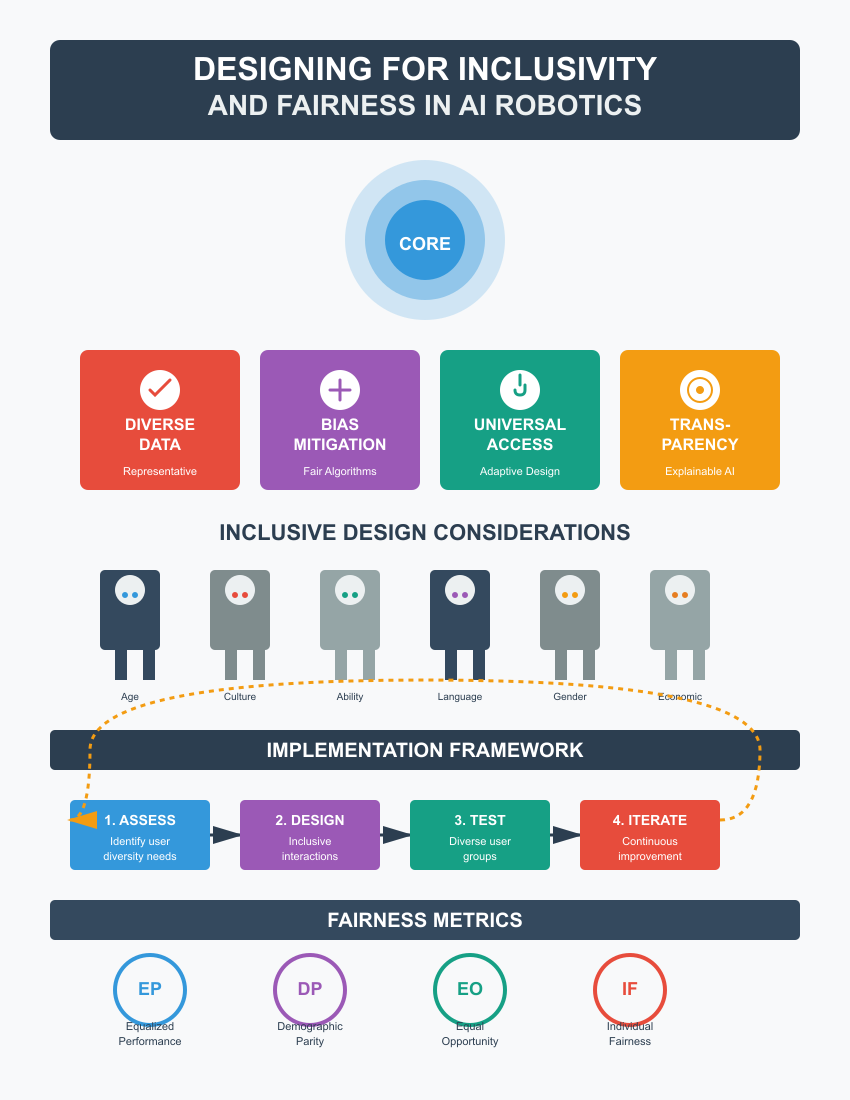 DESIGNING FOR INCLUSIVITY
AND FAIRNESS IN AI ROBOTICS
CORE
DIVERSE
DATA
Representative
BIAS
MITIGATION
Fair Algorithms
UNIVERSAL
ACCESS
Adaptive Design
TRANS-
PARENCY
Explainable AI
INCLUSIVE DESIGN CONSIDERATIONS
Age
Culture
Ability
Language
Gender
Economic
IMPLEMENTATION FRAMEWORK
1. ASSESS
Identify user
diversity needs
2. DESIGN
Inclusive
interactions
3. TEST
Diverse user
groups
4. ITERATE
Continuous
improvement
FAIRNESS METRICS
EP
Equalized
Performance
DP
Demographic
Parity
EO
Equal
Opportunity
IF
Individual
Fairness